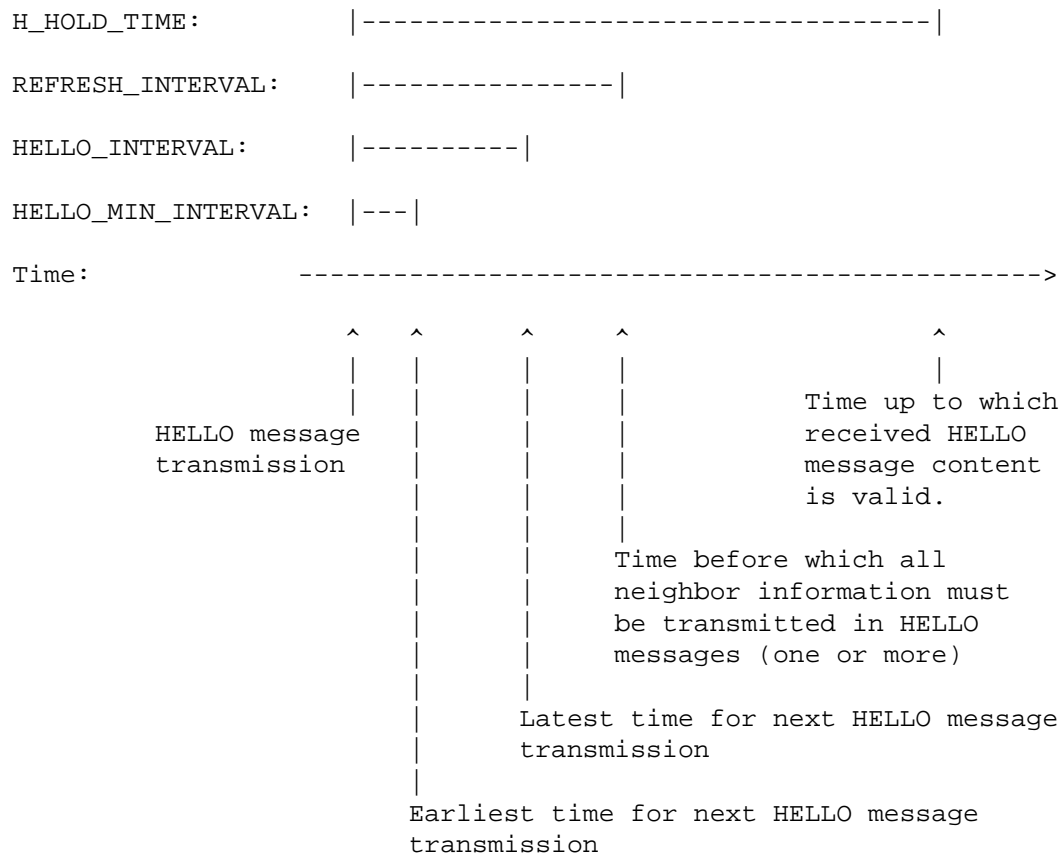 H_HOLD_TIME: |------------------------------------|
REFRESH_INTERVAL: |----------------|
HELLO_INTERVAL: |----------|
HELLO_MIN_INTERVAL: |---|
Time: ----------------------------------------------->
^ ^ ^ ^ ^
| | | | |
| | | | Time up to which
HELLO message | | | received HELLO
transmission | | | message content
| | | is valid.
| | |
| | Time before which all
| | neighbor information must
| | be transmitted in HELLO
| | messages (one or more)
| |
| Latest time for next HELLO message
| transmission
|
Earliest time for next HELLO message
transmission